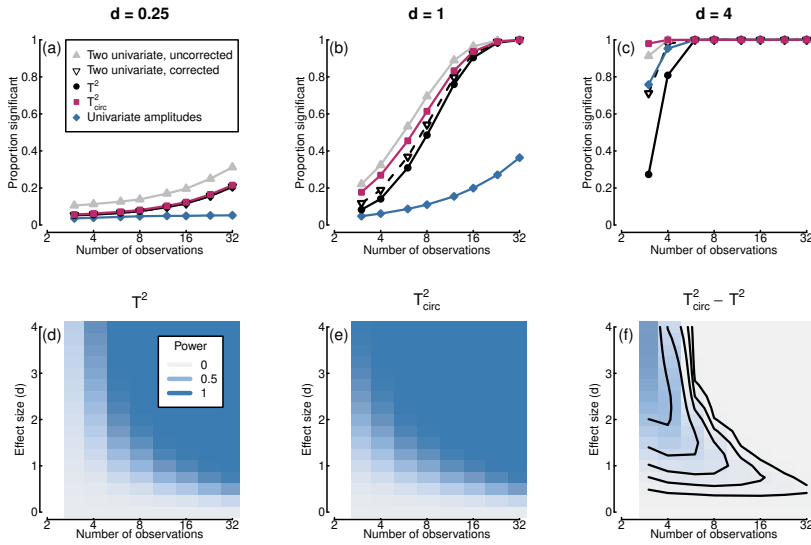 d = 0.25
d = 1
d = 4
(a)
Two univariate, uncorrected
Two univariate, corrected
T²
T²circ
Univariate amplitudes
Proportion significant
1
0.8
0.6
0.4
0.2
0
2 4 8 16 32
Number of observations
(b)
Proportion significant
1
0.8
0.6
0.4
0.2
0
2 4 8 16 32
Number of observations
(c)
Proportion significant
1
0.8
0.6
0.4
0.2
0
2 4 8 16 32
Number of observations
T²
T²circ
T²circ − T²
(d)
Power
0
0.5
1
Effect size (d)
4
3
2
1
0
2 4 8 16 32
Number of observations
(e)
Effect size (d)
4
3
2
1
0
2 4 8 16 32
Number of observations
(f)
Effect size (d)
4
3
2
1
0
2 4 8 16 32
Number of observations